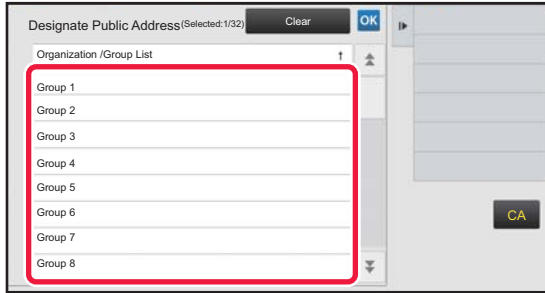 Designate Public Address(Selected:1/32) Clear OK
Organization /Group List ↑
Group 1
Group 2
Group 3
Group 4
Group 5
Group 6
Group 7
Group 8
CA